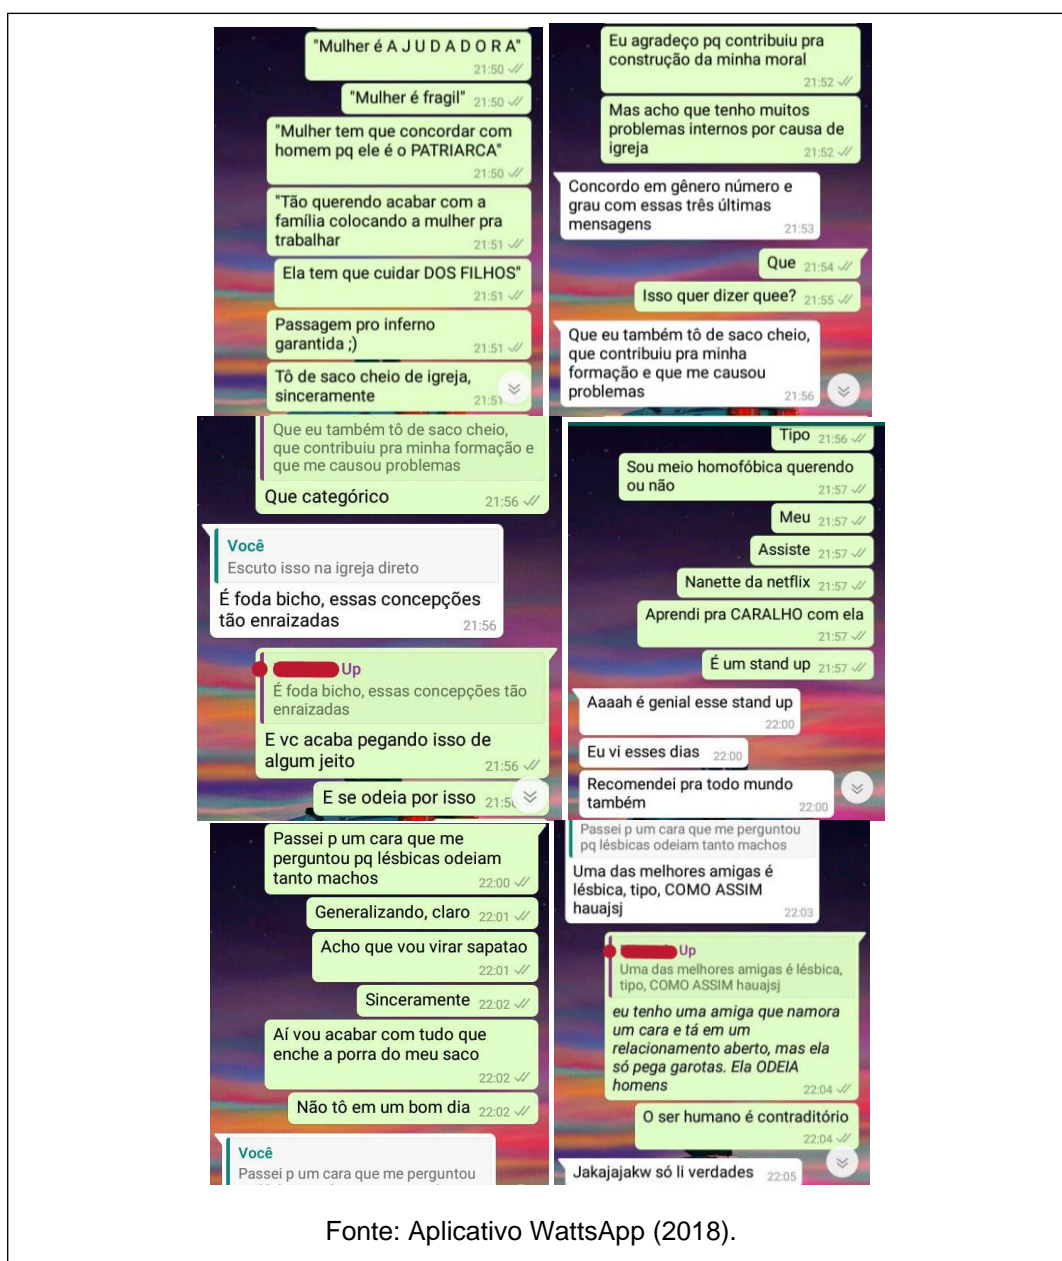 "Mulher é A J U D A D O R A"
21:50
"Mulher é fragil" 21:50
"Mulher tem que concordar com
homem pq ele é o PATRIARCA"
21:50
"Tão querendo acabar com a
família colocando a mulher pra
trabalhar 21:51
Ela tem que cuidar DOS FILHOS"
21:51
Passagem pro inferno
garantida ;) 21:51
Tô de saco cheio de igreja,
sinceramente 21:51
Eu agradeço pq contribuiu pra
construção da minha moral
21:52
Mas acho que tenho muitos
problemas internos por causa de
igreja 21:52
Concordo em gênero número e
grau com essas três últimas
mensagens 21:53
Que 21:54
Isso quer dizer quee? 21:55
Que eu também tô de saco cheio,
que contribuiu pra minha
formação e que me causou
problemas 21:56
Que eu também tô de saco cheio,
que contribuiu pra minha formação e
que me causou problemas
Que categórico 21:56
Você
Escuto isso na igreja direto
É foda bicho, essas concepções
tão enraizadas 21:56
Up
É foda bicho, essas concepções tão
enraizadas
E vc acaba pegando isso de
algum jeito 21:56
E se odeia por isso
Tipo 21:56
Sou meio homofóbica querendo
ou não 21:57
Meu 21:57
Assiste 21:57
Nanette da netflix 21:57
Aprendi pra CARALHO com ela
21:57
É um stand up 21:57
Aaaah é genial esse stand up
22:00
Eu vi esses dias 22:00
Recomendei pra todo mundo
também 22:00
Passei p um cara que me
perguntou pq lésbicas odeiam
tanto machos 22:00
Generalizando, claro 22:01
Acho que vou virar sapatao
22:01
Sinceramente 22:02
Aí vou acabar com tudo que
enche a porra do meu saco
22:02
Não tô em um bom dia 22:02
Você
Passei p um cara que me perguntou
Passei p um cara que me perguntou
pq lésbicas odeiam tanto machos
Uma das melhores amigas é
lésbica, tipo, COMO ASSIM
hauajsj 22:03
Up
Uma das melhores amigas é lésbica,
tipo, COMO ASSIM hauajsj
eu tenho uma amiga que namora
um cara e tá em um
relacionamento aberto, mas ela
só pega garotas. Ela ODEIA
homens 22:04
O ser humano é contraditório
22:04
Jakajajakw só li verdades 22:05
Fonte: Aplicativo WattsApp (2018).